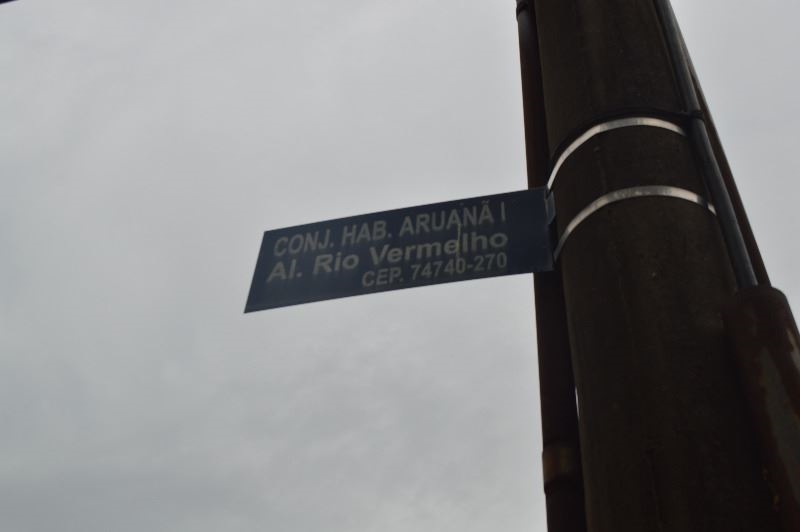 CONJ. HAB. ARUANÃ I
Al. Rio Vermelho
CEP. 74740-270